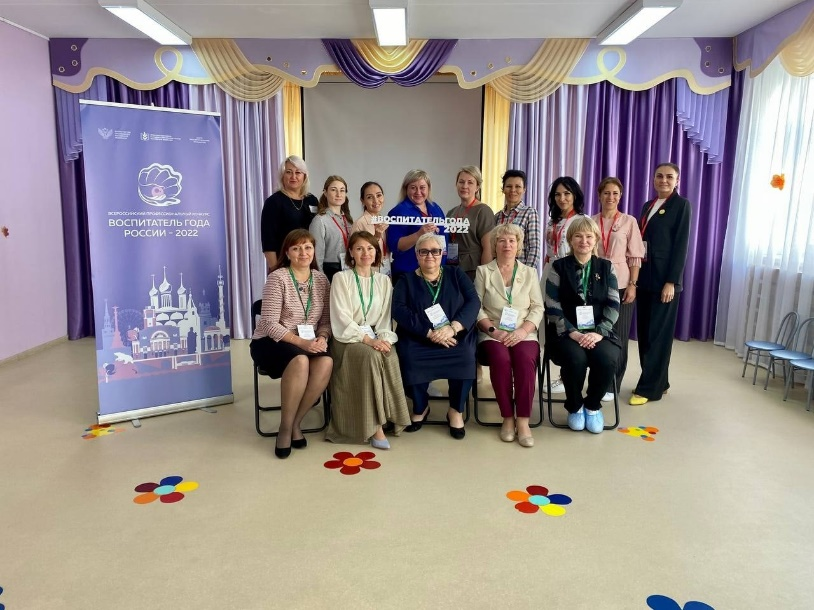 ВСЕРОССИЙСКИЙ ПРОФЕССИОНАЛЬНЫЙ КОНКУРС
ВОСПИТАТЕЛЬ ГОДА
РОССИИ - 2022
#ВОСПИТАТЕЛЬГОДА
2022